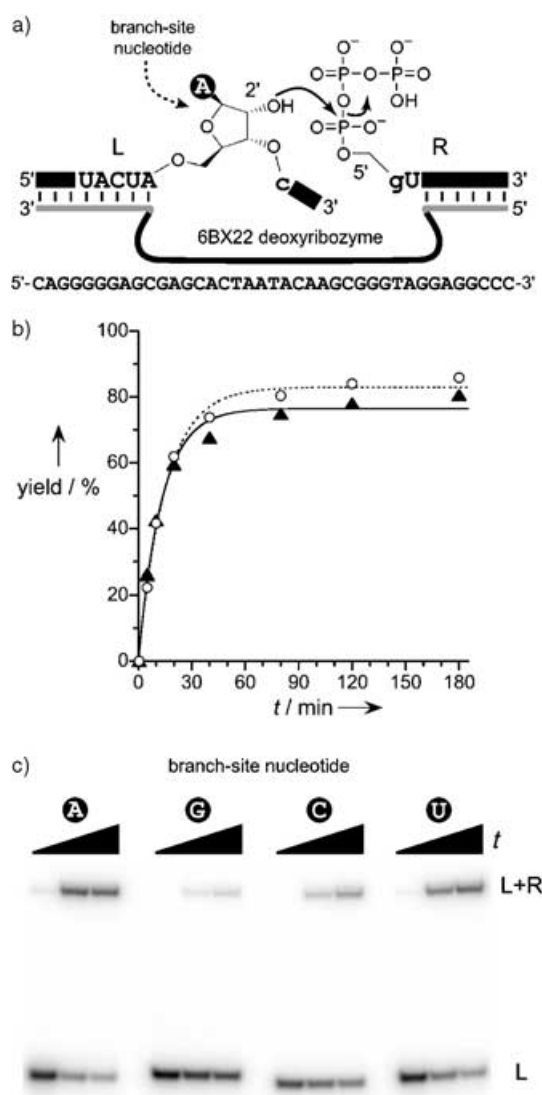 a)
branch-site
nucleotide
A
2'
OH
O
O
O⁻
O⁻
O=P–O–P=O
O
OH
O=P–O⁻
O
5'
L
R
5'
UACUA
O
c
3'
gU
3'
3'
6BX22 deoxyribozyme
5'
5'-CAGGGGGAGCGAGCACTAATACAAGCGGGTAGGAGGCCC-3'
b)
100
80
60
40
20
0
yield / %
0 30 60 90 120 150 180
t / min
c)
branch-site nucleotide
A G C U
t
L+R
L